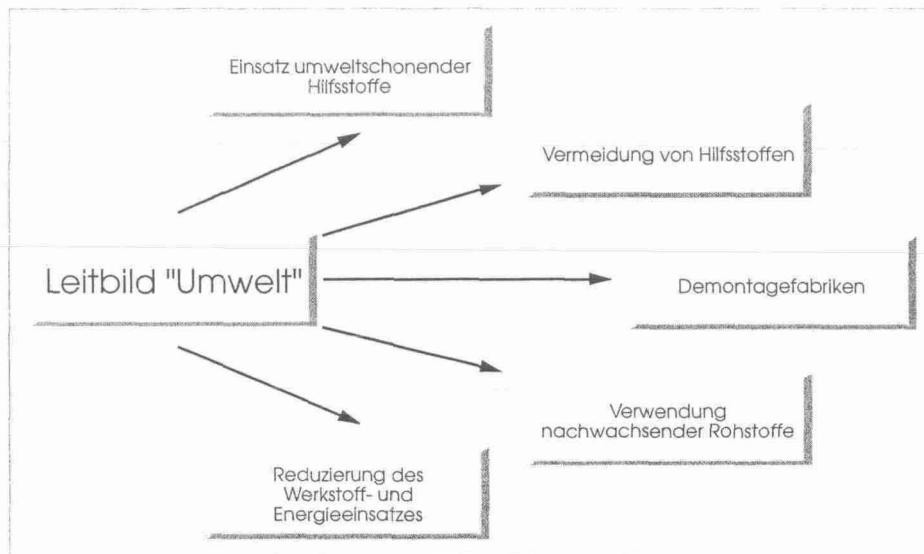 Einsatz umweltschonender
Hilfsstoffe
Vermeidung von Hilfsstoffen
Leitbild "Umwelt"
Demontagefabriken
Verwendung
nachwachsender Rohstoffe
Reduzierung des
Werkstoff- und
Energieeinsatzes